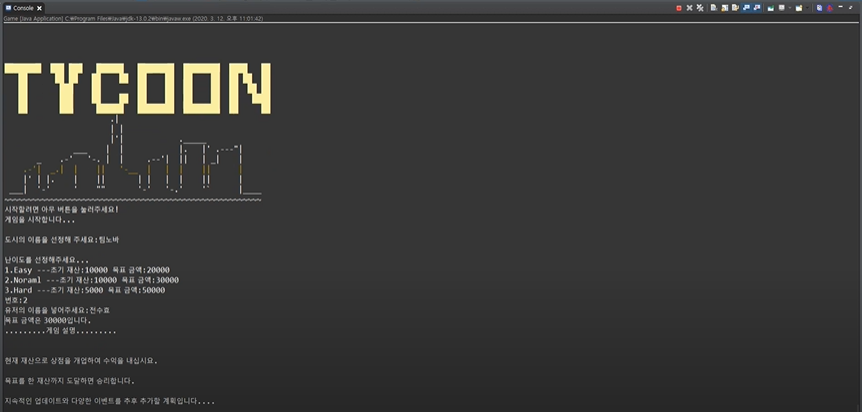 Console
Game [Java Application] C:₩Program Files₩Java₩jdk-13.0.2₩bin₩javaw.exe (2020. 3. 12. 오후 11:01:42)
TYCOON
시작할려면 아무 버튼을 눌러주세요!
게임을 시작합니다...
도시의 이름을 선정해 주세요:팀노바
난이도를 선정해주세요...
1.Easy ---초기 재산:10000 목표 금액:20000
2.Noraml ---초기 재산:10000 목표 금액:30000
3.Hard ---초기 재산:5000 목표 금액:50000
번호:2
유저의 이름을 넣어주세요:전수효
목표 금액은 30000입니다.
.........게임 설명.........
현재 재산으로 상점을 개업하여 수익을 내십시요.
목표를 한 재산까지 도달하면 승리합니다.
지속적인 업데이트와 다양한 이벤트를 추후 추가할 계획입니다....